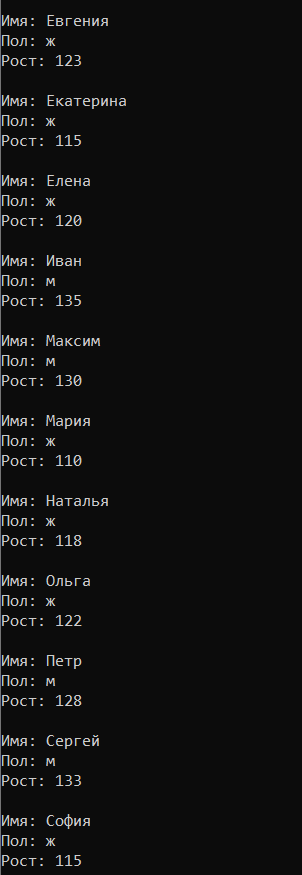 Имя: Евгения
Пол: ж
Рост: 123
Имя: Екатерина
Пол: ж
Рост: 115
Имя: Елена
Пол: ж
Рост: 120
Имя: Иван
Пол: м
Рост: 135
Имя: Максим
Пол: м
Рост: 130
Имя: Мария
Пол: ж
Рост: 110
Имя: Наталья
Пол: ж
Рост: 118
Имя: Ольга
Пол: ж
Рост: 122
Имя: Петр
Пол: м
Рост: 128
Имя: Сергей
Пол: м
Рост: 133
Имя: София
Пол: ж
Рост: 115